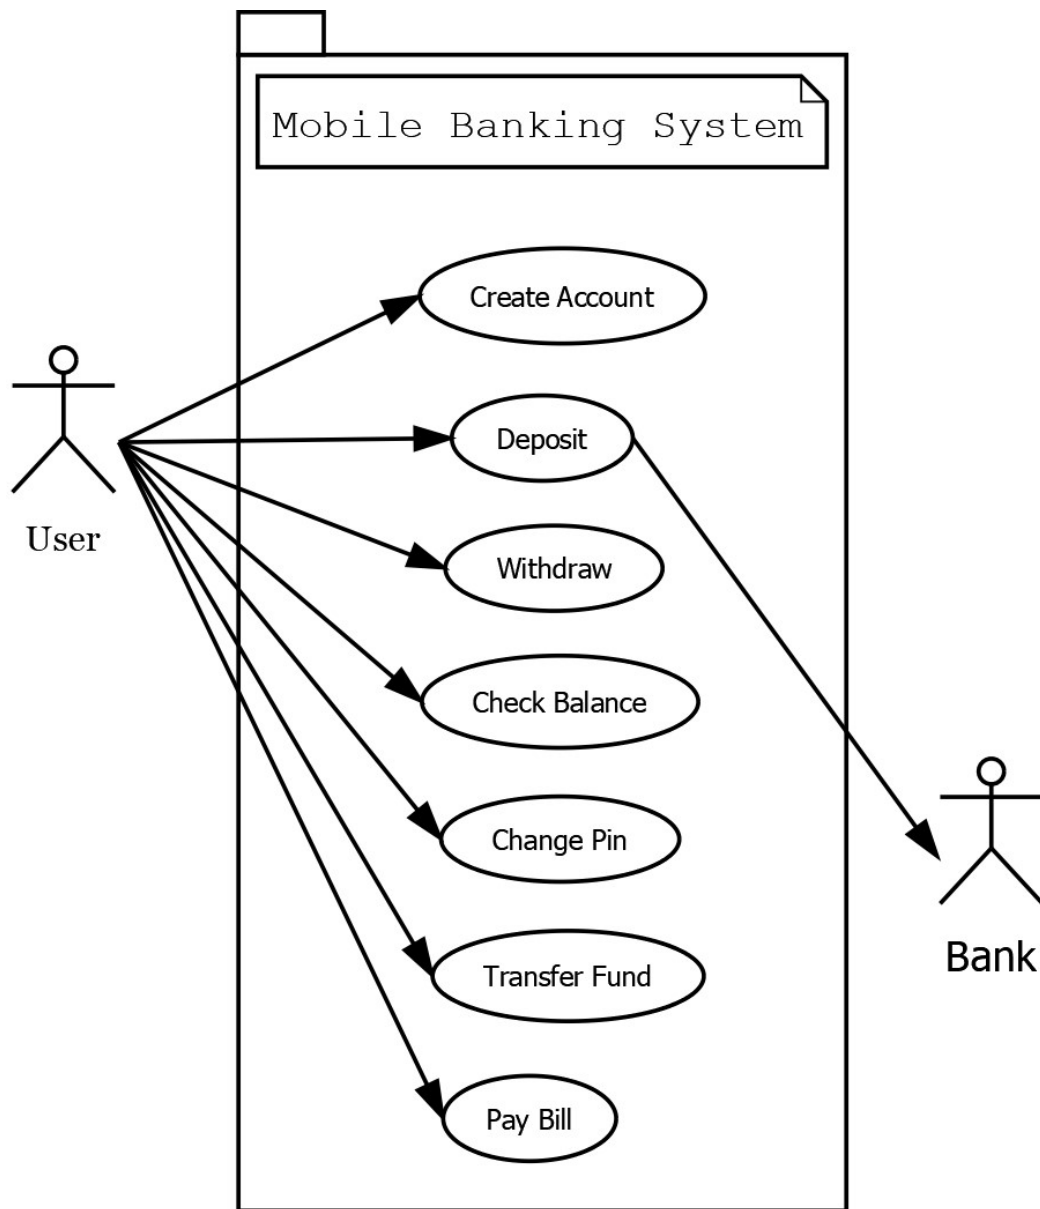 Mobile Banking System
Create Account
Deposit
User
Withdraw
Check Balance
Change Pin
Bank
Transfer Fund
Pay Bill